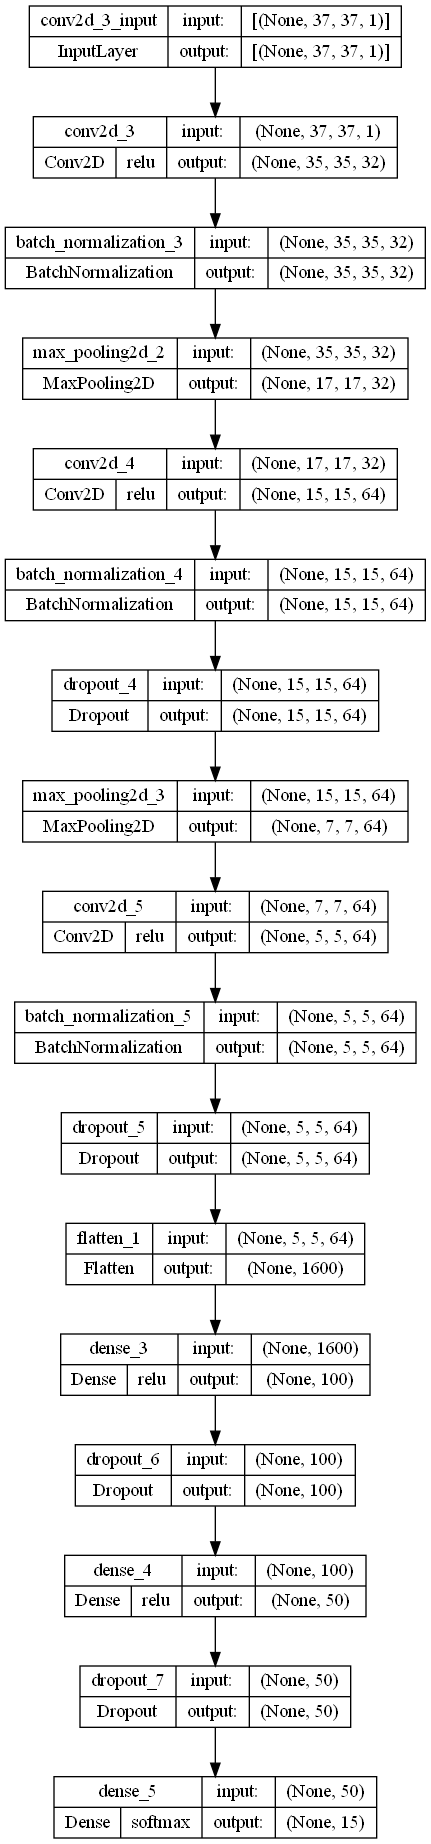 conv2d_3_input input: [(None, 37, 37, 1)]
InputLayer output: [(None, 37, 37, 1)]
conv2d_3 input: (None, 37, 37, 1)
Conv2D relu output: (None, 35, 35, 32)
batch_normalization_3 input: (None, 35, 35, 32)
BatchNormalization output: (None, 35, 35, 32)
max_pooling2d_2 input: (None, 35, 35, 32)
MaxPooling2D output: (None, 17, 17, 32)
conv2d_4 input: (None, 17, 17, 32)
Conv2D relu output: (None, 15, 15, 64)
batch_normalization_4 input: (None, 15, 15, 64)
BatchNormalization output: (None, 15, 15, 64)
dropout_4 input: (None, 15, 15, 64)
Dropout output: (None, 15, 15, 64)
max_pooling2d_3 input: (None, 15, 15, 64)
MaxPooling2D output: (None, 7, 7, 64)
conv2d_5 input: (None, 7, 7, 64)
Conv2D relu output: (None, 5, 5, 64)
batch_normalization_5 input: (None, 5, 5, 64)
BatchNormalization output: (None, 5, 5, 64)
dropout_5 input: (None, 5, 5, 64)
Dropout output: (None, 5, 5, 64)
flatten_1 input: (None, 5, 5, 64)
Flatten output: (None, 1600)
dense_3 input: (None, 1600)
Dense relu output: (None, 100)
dropout_6 input: (None, 100)
Dropout output: (None, 100)
dense_4 input: (None, 100)
Dense relu output: (None, 50)
dropout_7 input: (None, 50)
Dropout output: (None, 50)
dense_5 input: (None, 50)
Dense softmax output: (None, 15)